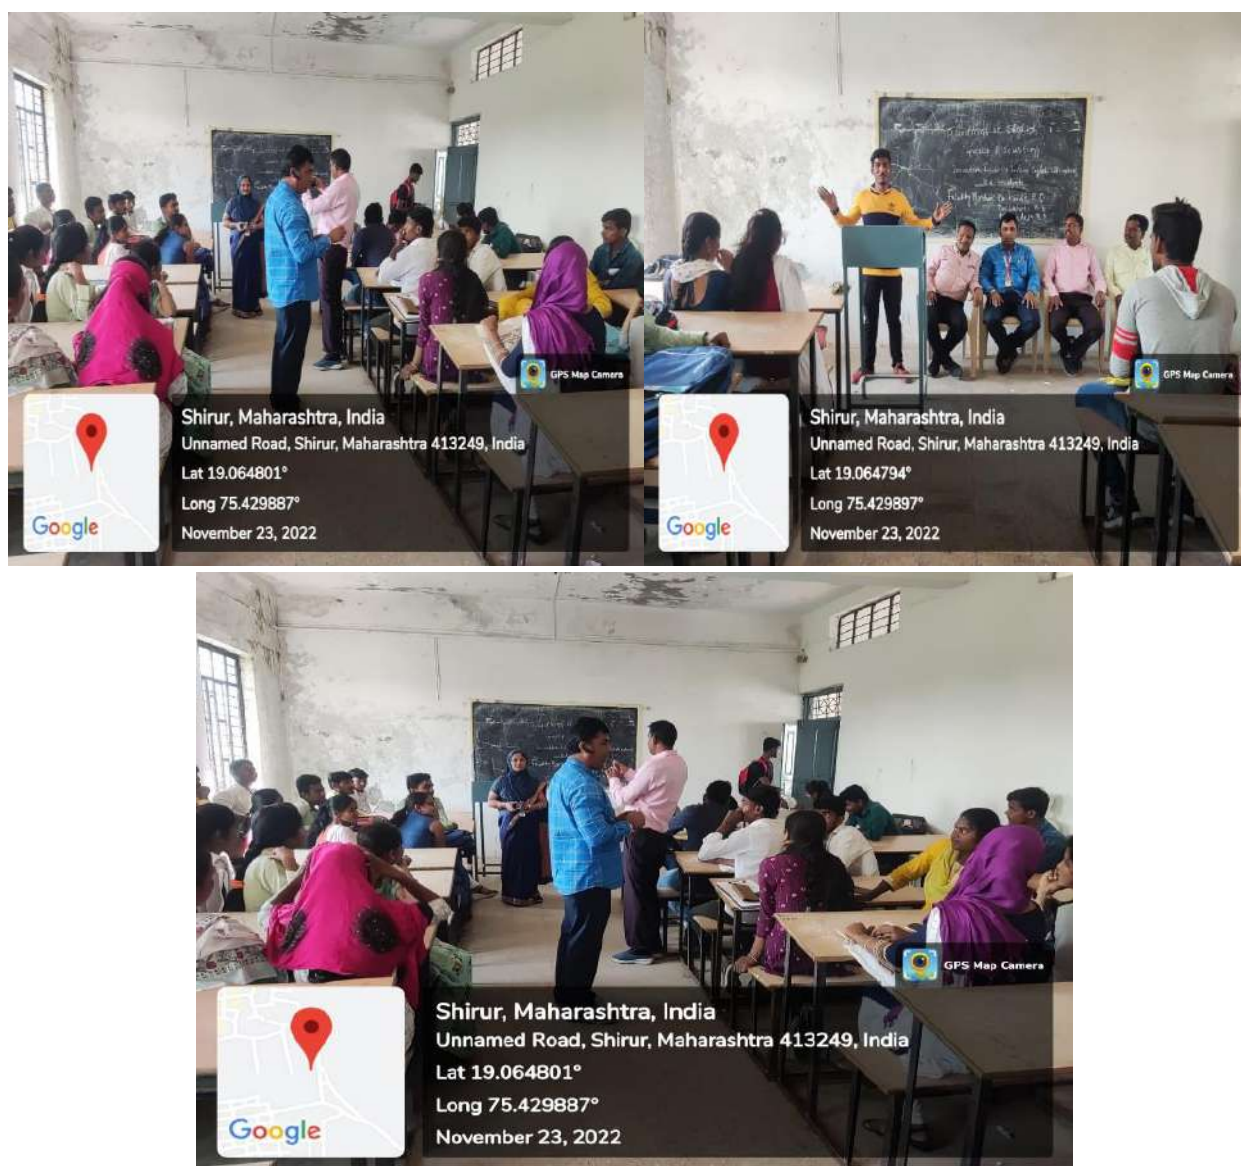 GPS Map Camera
Shirur, Maharashtra, India
Unnamed Road, Shirur, Maharashtra 413249, India
Lat 19.064801°
Long 75.429887°
November 23, 2022
Google
GPS Map Camera
Shirur, Maharashtra, India
Unnamed Road, Shirur, Maharashtra 413249, India
Lat 19.064794°
Long 75.429897°
November 23, 2022
Google
GPS Map Camera
Shirur, Maharashtra, India
Unnamed Road, Shirur, Maharashtra 413249, India
Lat 19.064801°
Long 75.429887°
November 23, 2022
Google